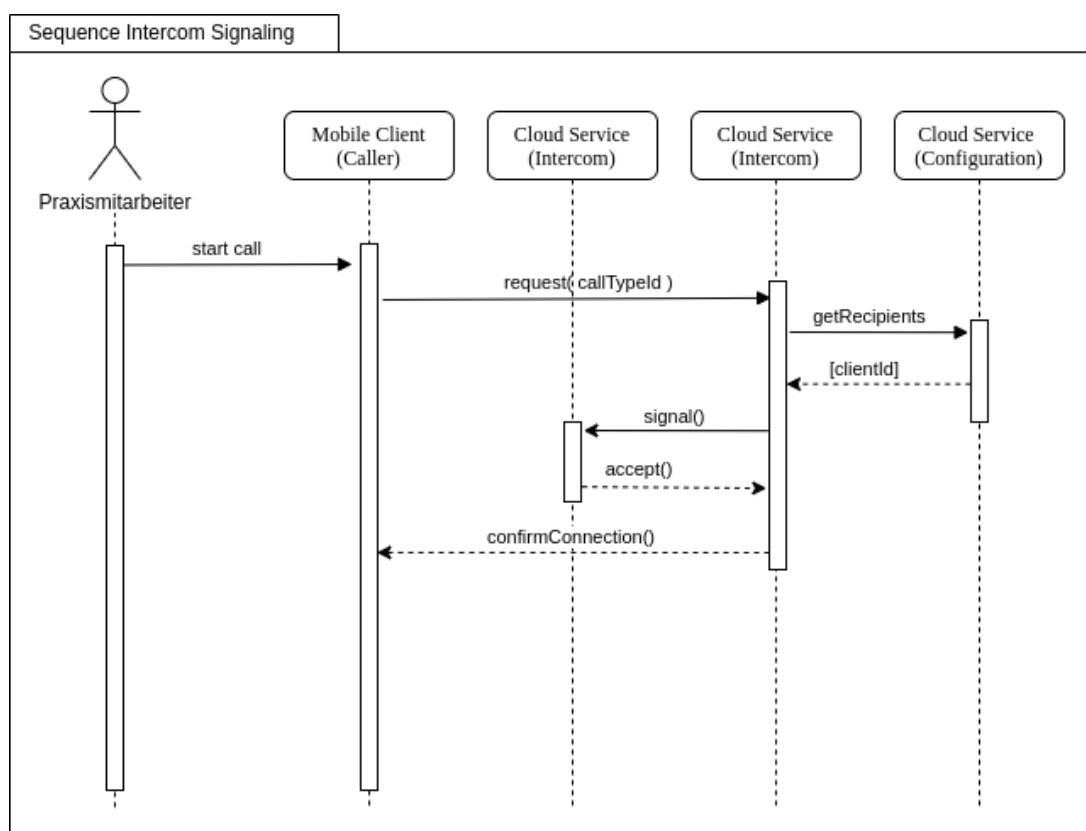 Sequence Intercom Signaling
Mobile Client
(Caller)
Cloud Service
(Intercom)
Cloud Service
(Intercom)
Cloud Service
(Configuration)
Praxismitarbeiter
start call
request( callTypeId )
getRecipients
[clientId]
signal()
accept()
confirmConnection()